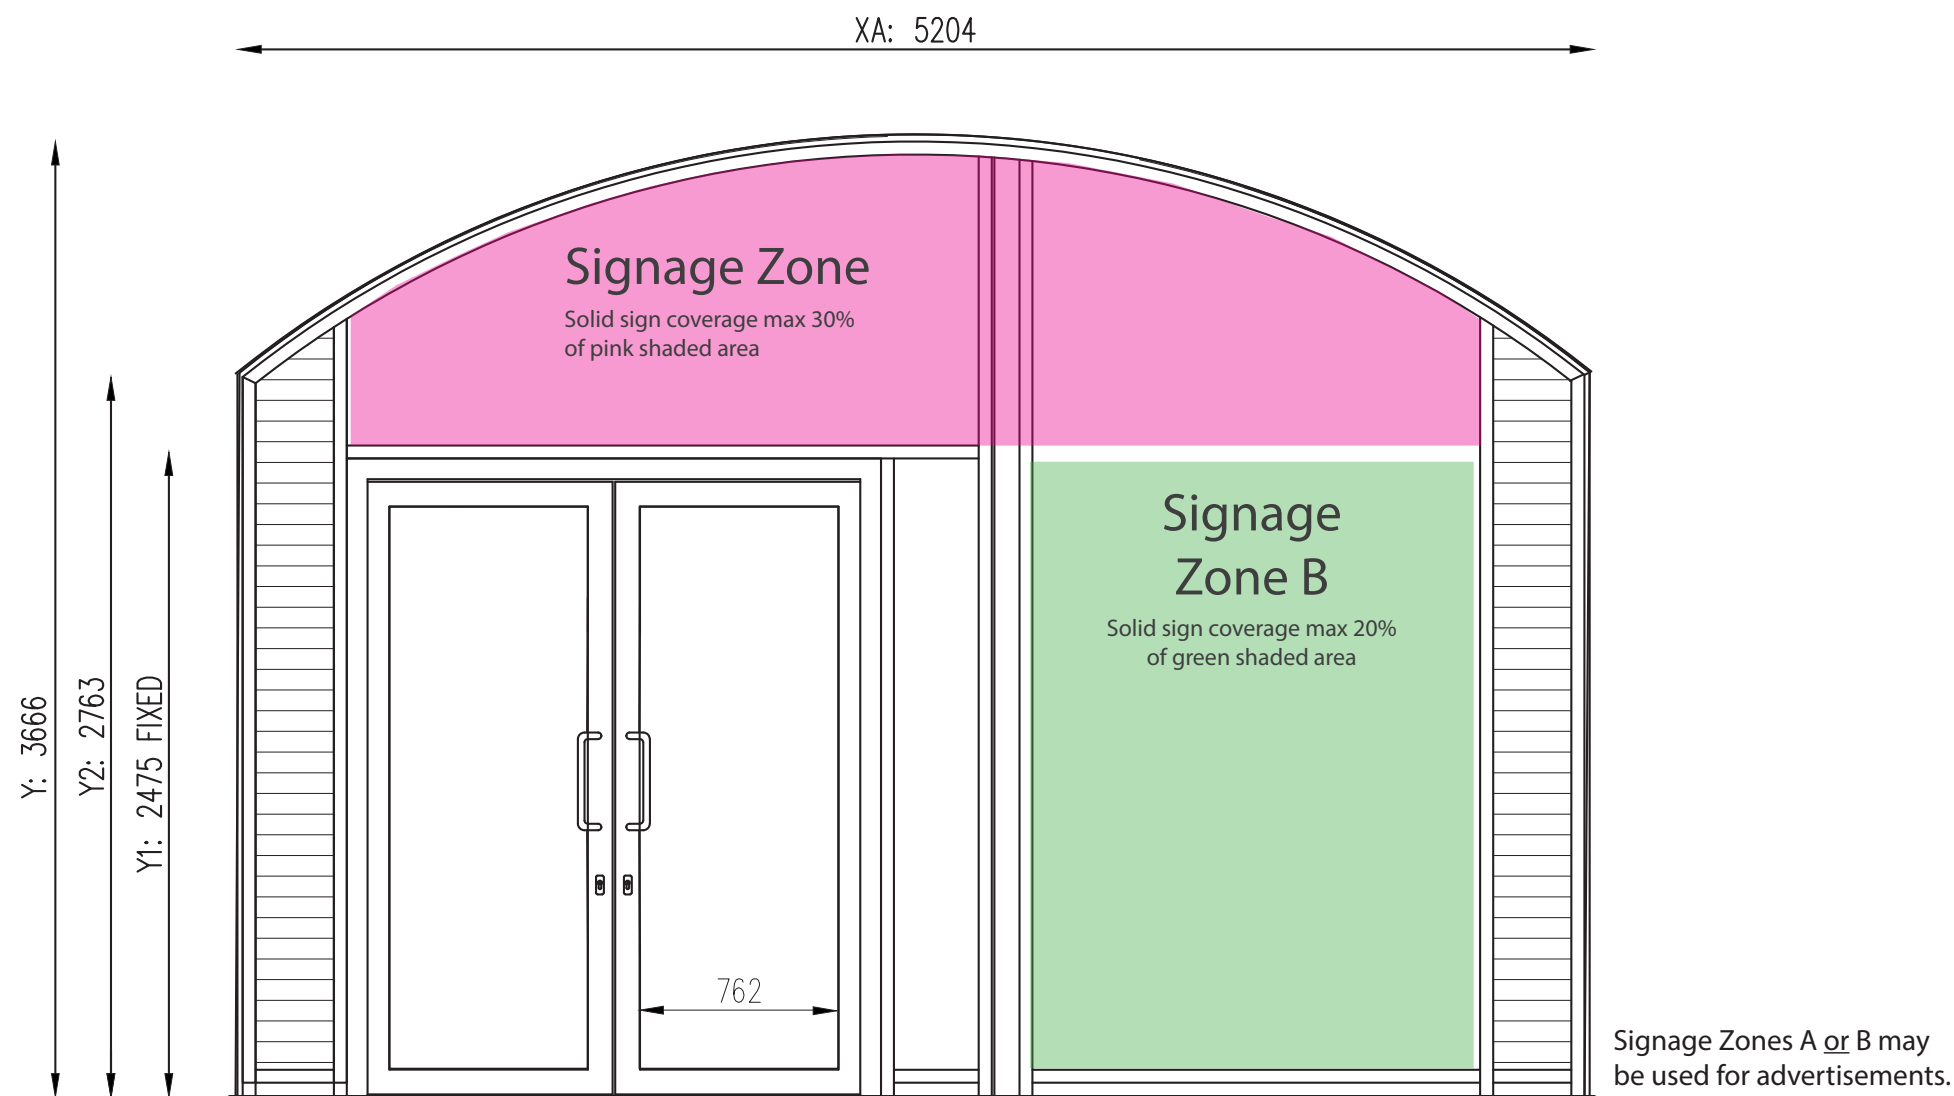 XA: 5204
Signage Zone
Solid sign coverage max 30%
of pink shaded area
Signage
Zone B
Solid sign coverage max 20%
of green shaded area
Y: 3666
Y2: 2763
Y1: 2475 FIXED
762
Signage Zones A or B may
be used for advertisements.